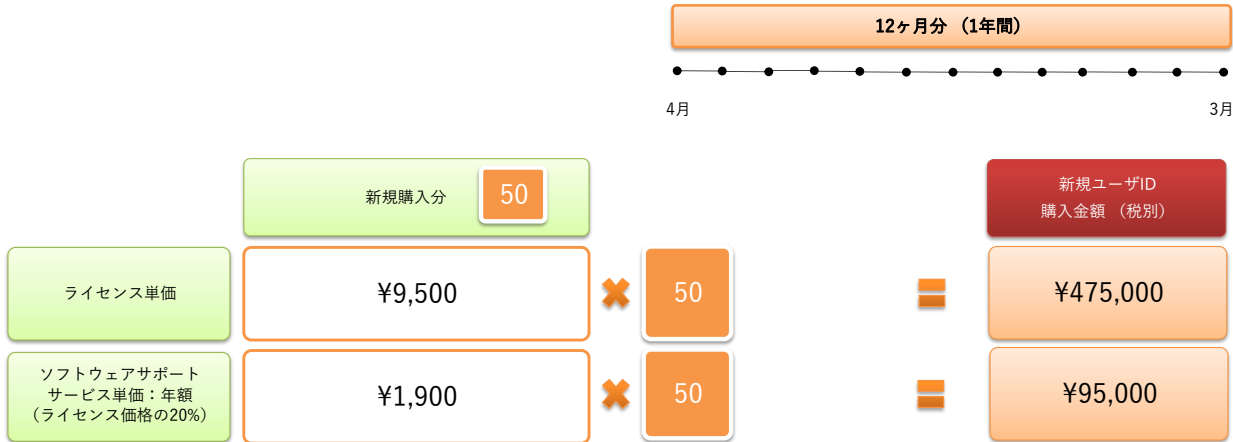 12ヶ月分 （1年間）
4月
3月
新規購入分
50
新規ユーザID
購入金額 （税別）
ライセンス単価
¥9,500
50
¥475,000
ソフトウェアサポート
サービス単価：年額
（ライセンス価格の20%）
¥1,900
50
¥95,000